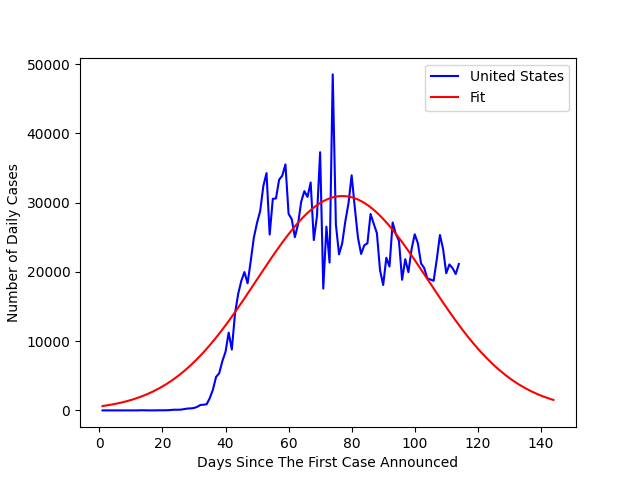 50000
40000
30000
20000
10000
0
Number of Daily Cases
United States
Fit
0 20 40 60 80 100 120 140
Days Since The First Case Announced